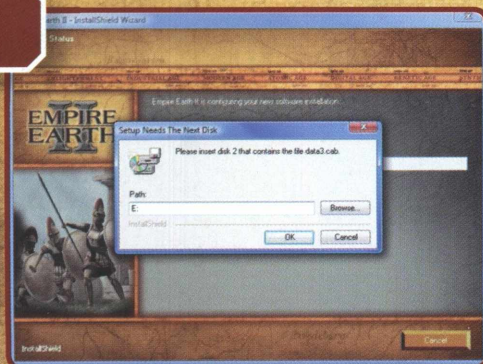 Earth II - InstallShield Wizard
Status
EMPIRE
EARTH
II
Empire Earth II is configuring your new software installation.
Setup Needs The Next Disk
Please insert disk 2 that contains the file data3.cab.
Path:
E:
Browse...
InstallShield
OK
Cancel
InstallShield
Cancel